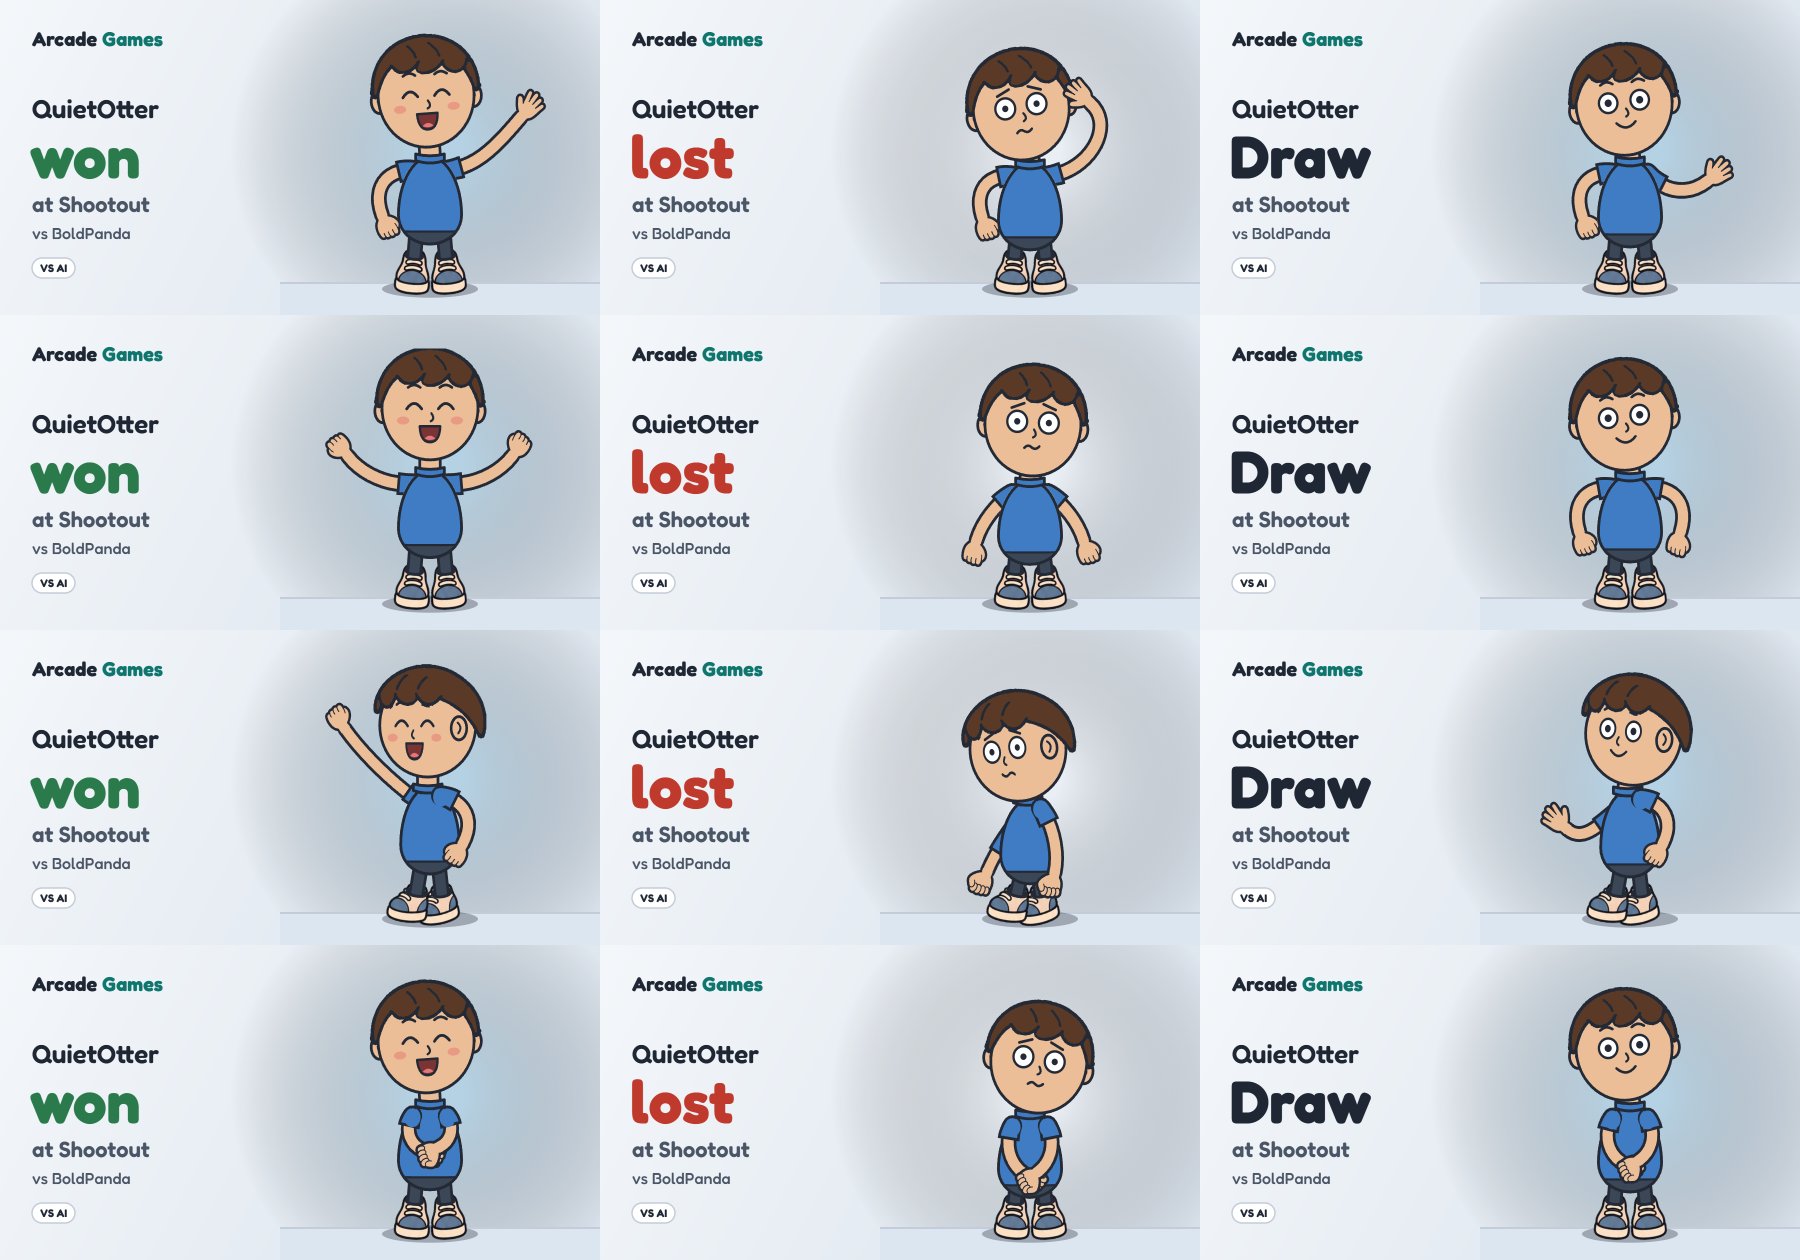 Arcade Games
QuietOtter
won
at Shootout
vs BoldPanda
VS AI
Arcade Games
QuietOtter
lost
at Shootout
vs BoldPanda
VS AI
Arcade Games
QuietOtter
Draw
at Shootout
vs BoldPanda
VS AI
Arcade Games
QuietOtter
won
at Shootout
vs BoldPanda
VS AI
Arcade Games
QuietOtter
lost
at Shootout
vs BoldPanda
VS AI
Arcade Games
QuietOtter
Draw
at Shootout
vs BoldPanda
VS AI
Arcade Games
QuietOtter
won
at Shootout
vs BoldPanda
VS AI
Arcade Games
QuietOtter
lost
at Shootout
vs BoldPanda
VS AI
Arcade Games
QuietOtter
Draw
at Shootout
vs BoldPanda
VS AI
Arcade Games
QuietOtter
won
at Shootout
vs BoldPanda
VS AI
Arcade Games
QuietOtter
lost
at Shootout
vs BoldPanda
VS AI
Arcade Games
QuietOtter
Draw
at Shootout
vs BoldPanda
VS AI